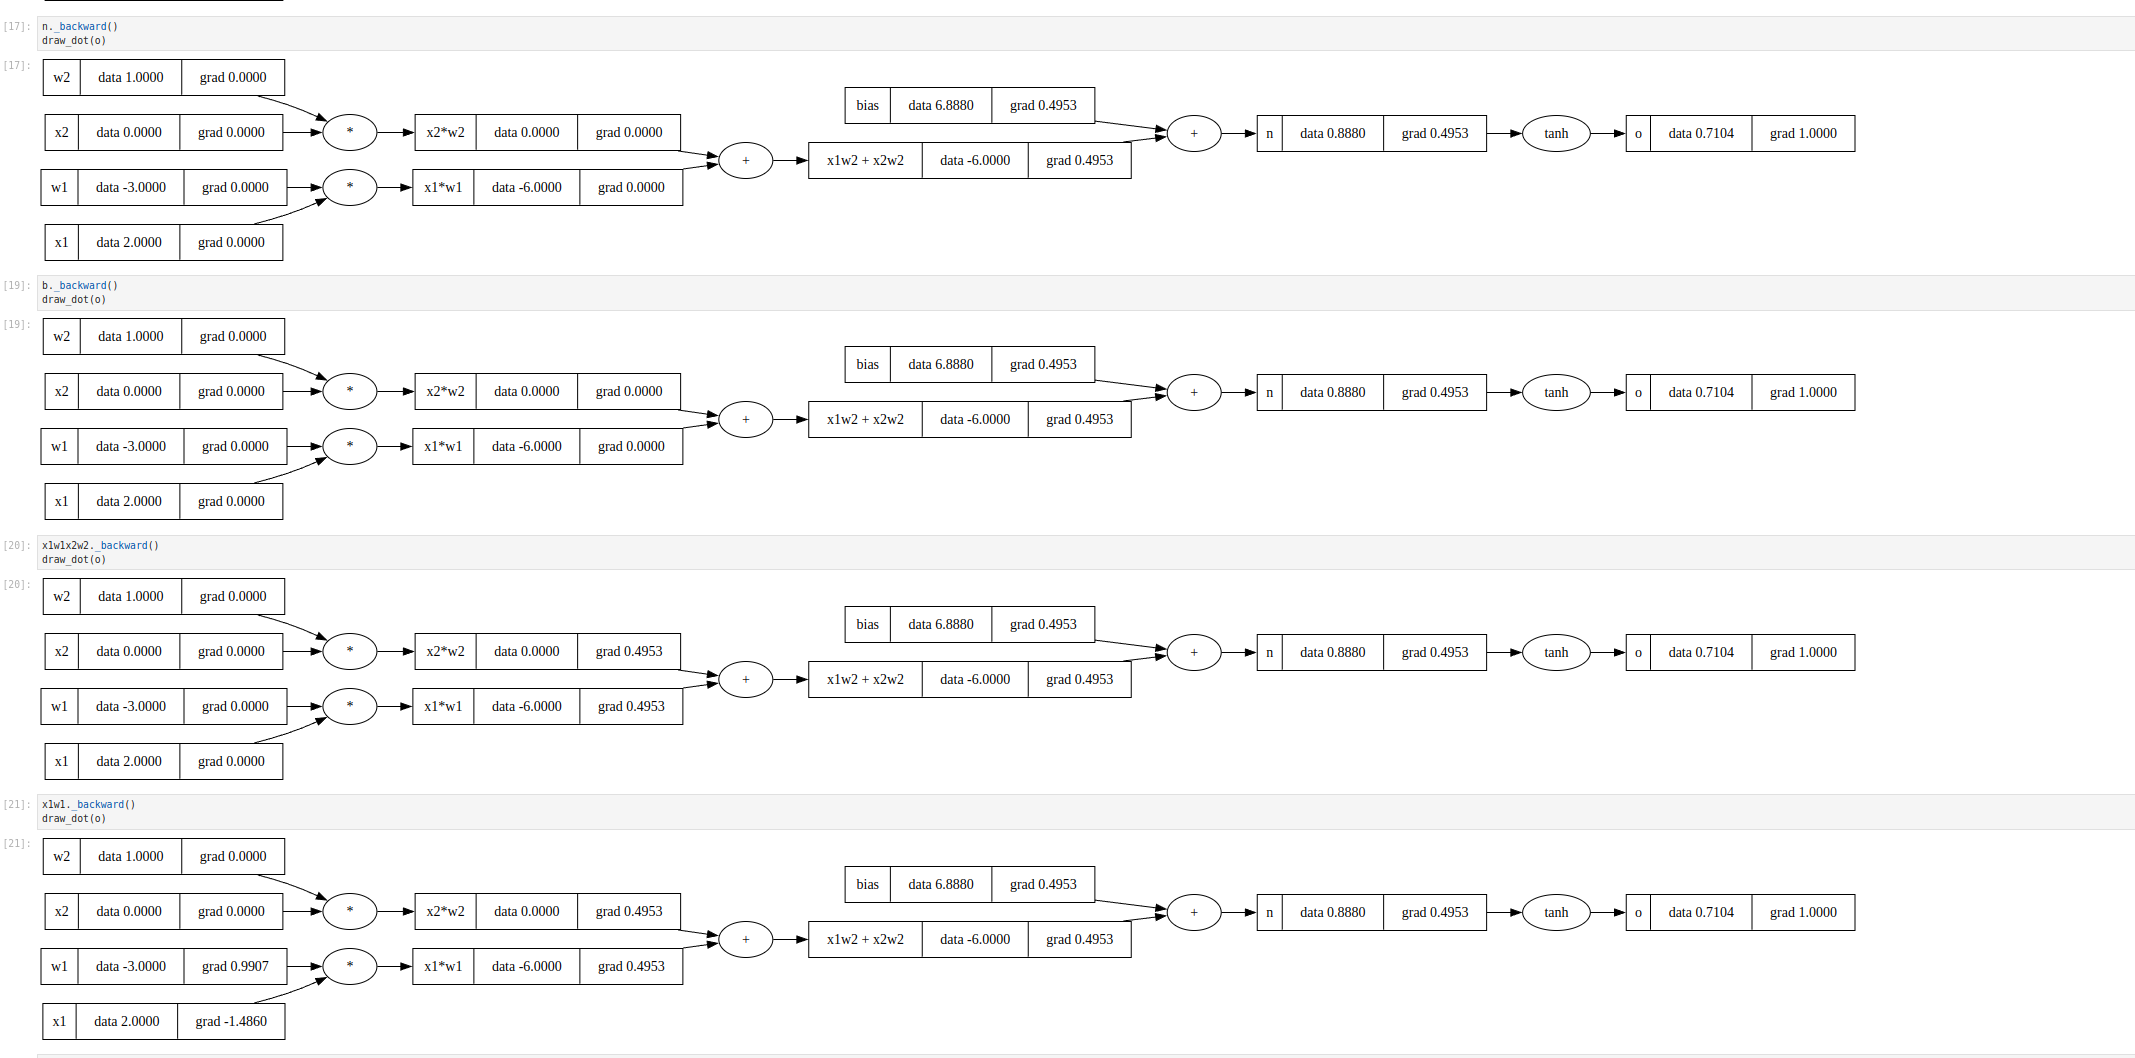 [17]: n._backward()
draw_dot(o)
[17]:
w2 data 1.0000 grad 0.0000
bias data 6.8880 grad 0.4953
x2 data 0.0000 grad 0.0000 * x2*w2 data 0.0000 grad 0.0000 + n data 0.8880 grad 0.4953 tanh o data 0.7104 grad 1.0000
+ x1w2 + x2w2 data -6.0000 grad 0.4953
w1 data -3.0000 grad 0.0000 * x1*w1 data -6.0000 grad 0.0000
x1 data 2.0000 grad 0.0000
[19]: b._backward()
draw_dot(o)
[19]:
w2 data 1.0000 grad 0.0000
bias data 6.8880 grad 0.4953
x2 data 0.0000 grad 0.0000 * x2*w2 data 0.0000 grad 0.0000 + n data 0.8880 grad 0.4953 tanh o data 0.7104 grad 1.0000
+ x1w2 + x2w2 data -6.0000 grad 0.4953
w1 data -3.0000 grad 0.0000 * x1*w1 data -6.0000 grad 0.0000
x1 data 2.0000 grad 0.0000
[20]: x1w1x2w2._backward()
draw_dot(o)
[20]:
w2 data 1.0000 grad 0.0000
bias data 6.8880 grad 0.4953
x2 data 0.0000 grad 0.0000 * x2*w2 data 0.0000 grad 0.4953 + n data 0.8880 grad 0.4953 tanh o data 0.7104 grad 1.0000
+ x1w2 + x2w2 data -6.0000 grad 0.4953
w1 data -3.0000 grad 0.0000 * x1*w1 data -6.0000 grad 0.4953
x1 data 2.0000 grad 0.0000
[21]: x1w1._backward()
draw_dot(o)
[21]:
w2 data 1.0000 grad 0.0000
bias data 6.8880 grad 0.4953
x2 data 0.0000 grad 0.0000 * x2*w2 data 0.0000 grad 0.4953 + n data 0.8880 grad 0.4953 tanh o data 0.7104 grad 1.0000
+ x1w2 + x2w2 data -6.0000 grad 0.4953
w1 data -3.0000 grad 0.9907 * x1*w1 data -6.0000 grad 0.4953
x1 data 2.0000 grad -1.4860